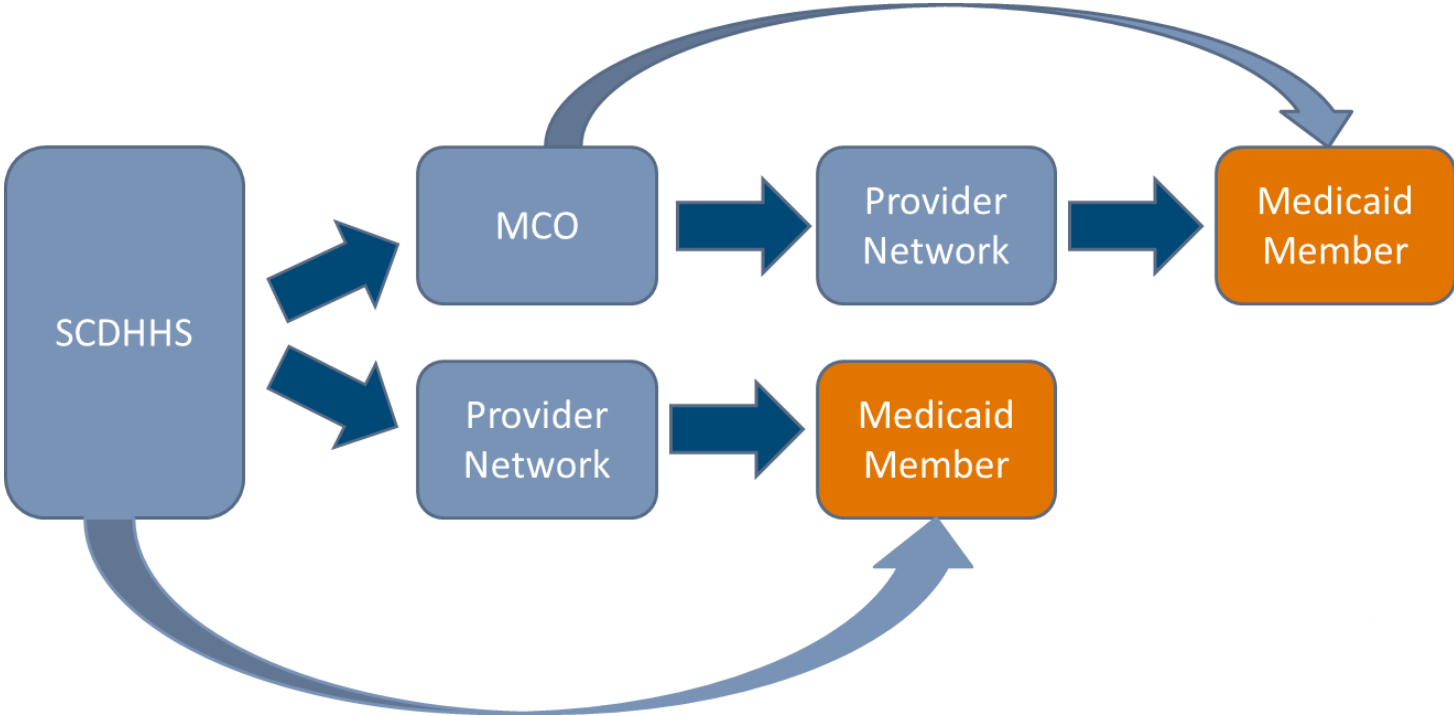 SCDHHS
MCO
Provider
Network
Medicaid
Member
Provider
Network
Medicaid
Member